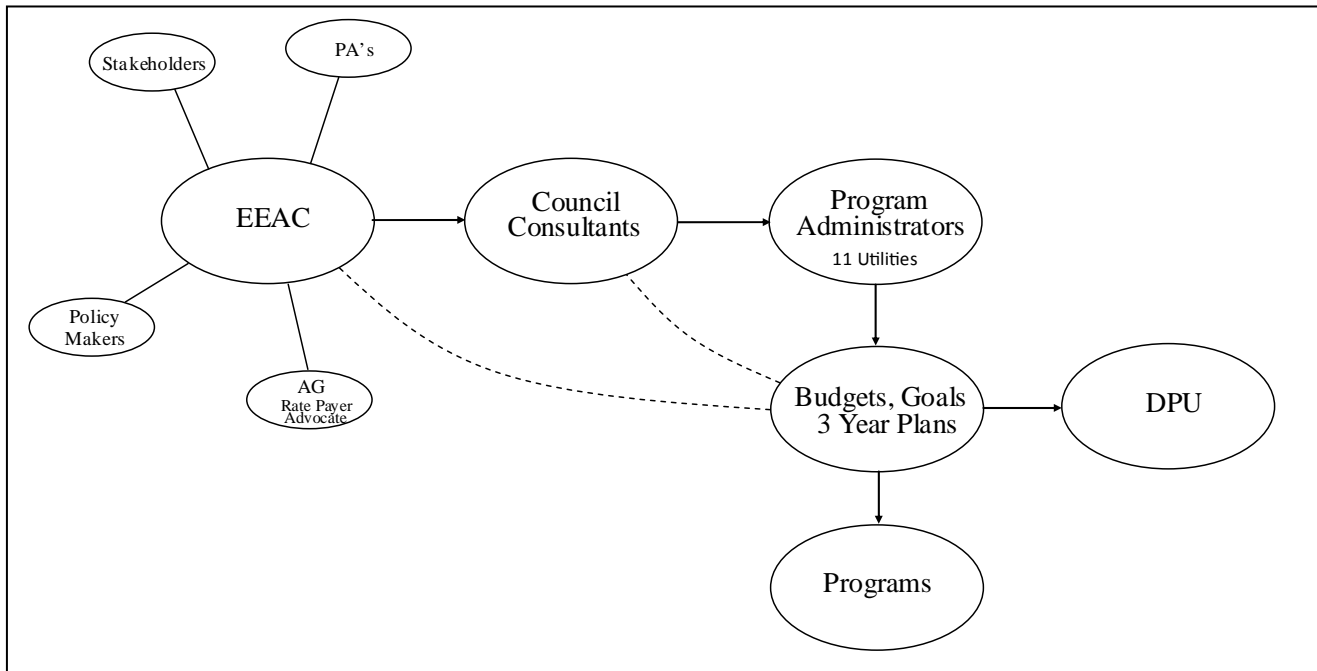 Stakeholders
PA’s
EEAC
Council
Consultants
Program
Administrators
11 Utilities
Policy
Makers
AG
Rate Payer
Advocate
Budgets, Goals
3 Year Plans
DPU
Programs